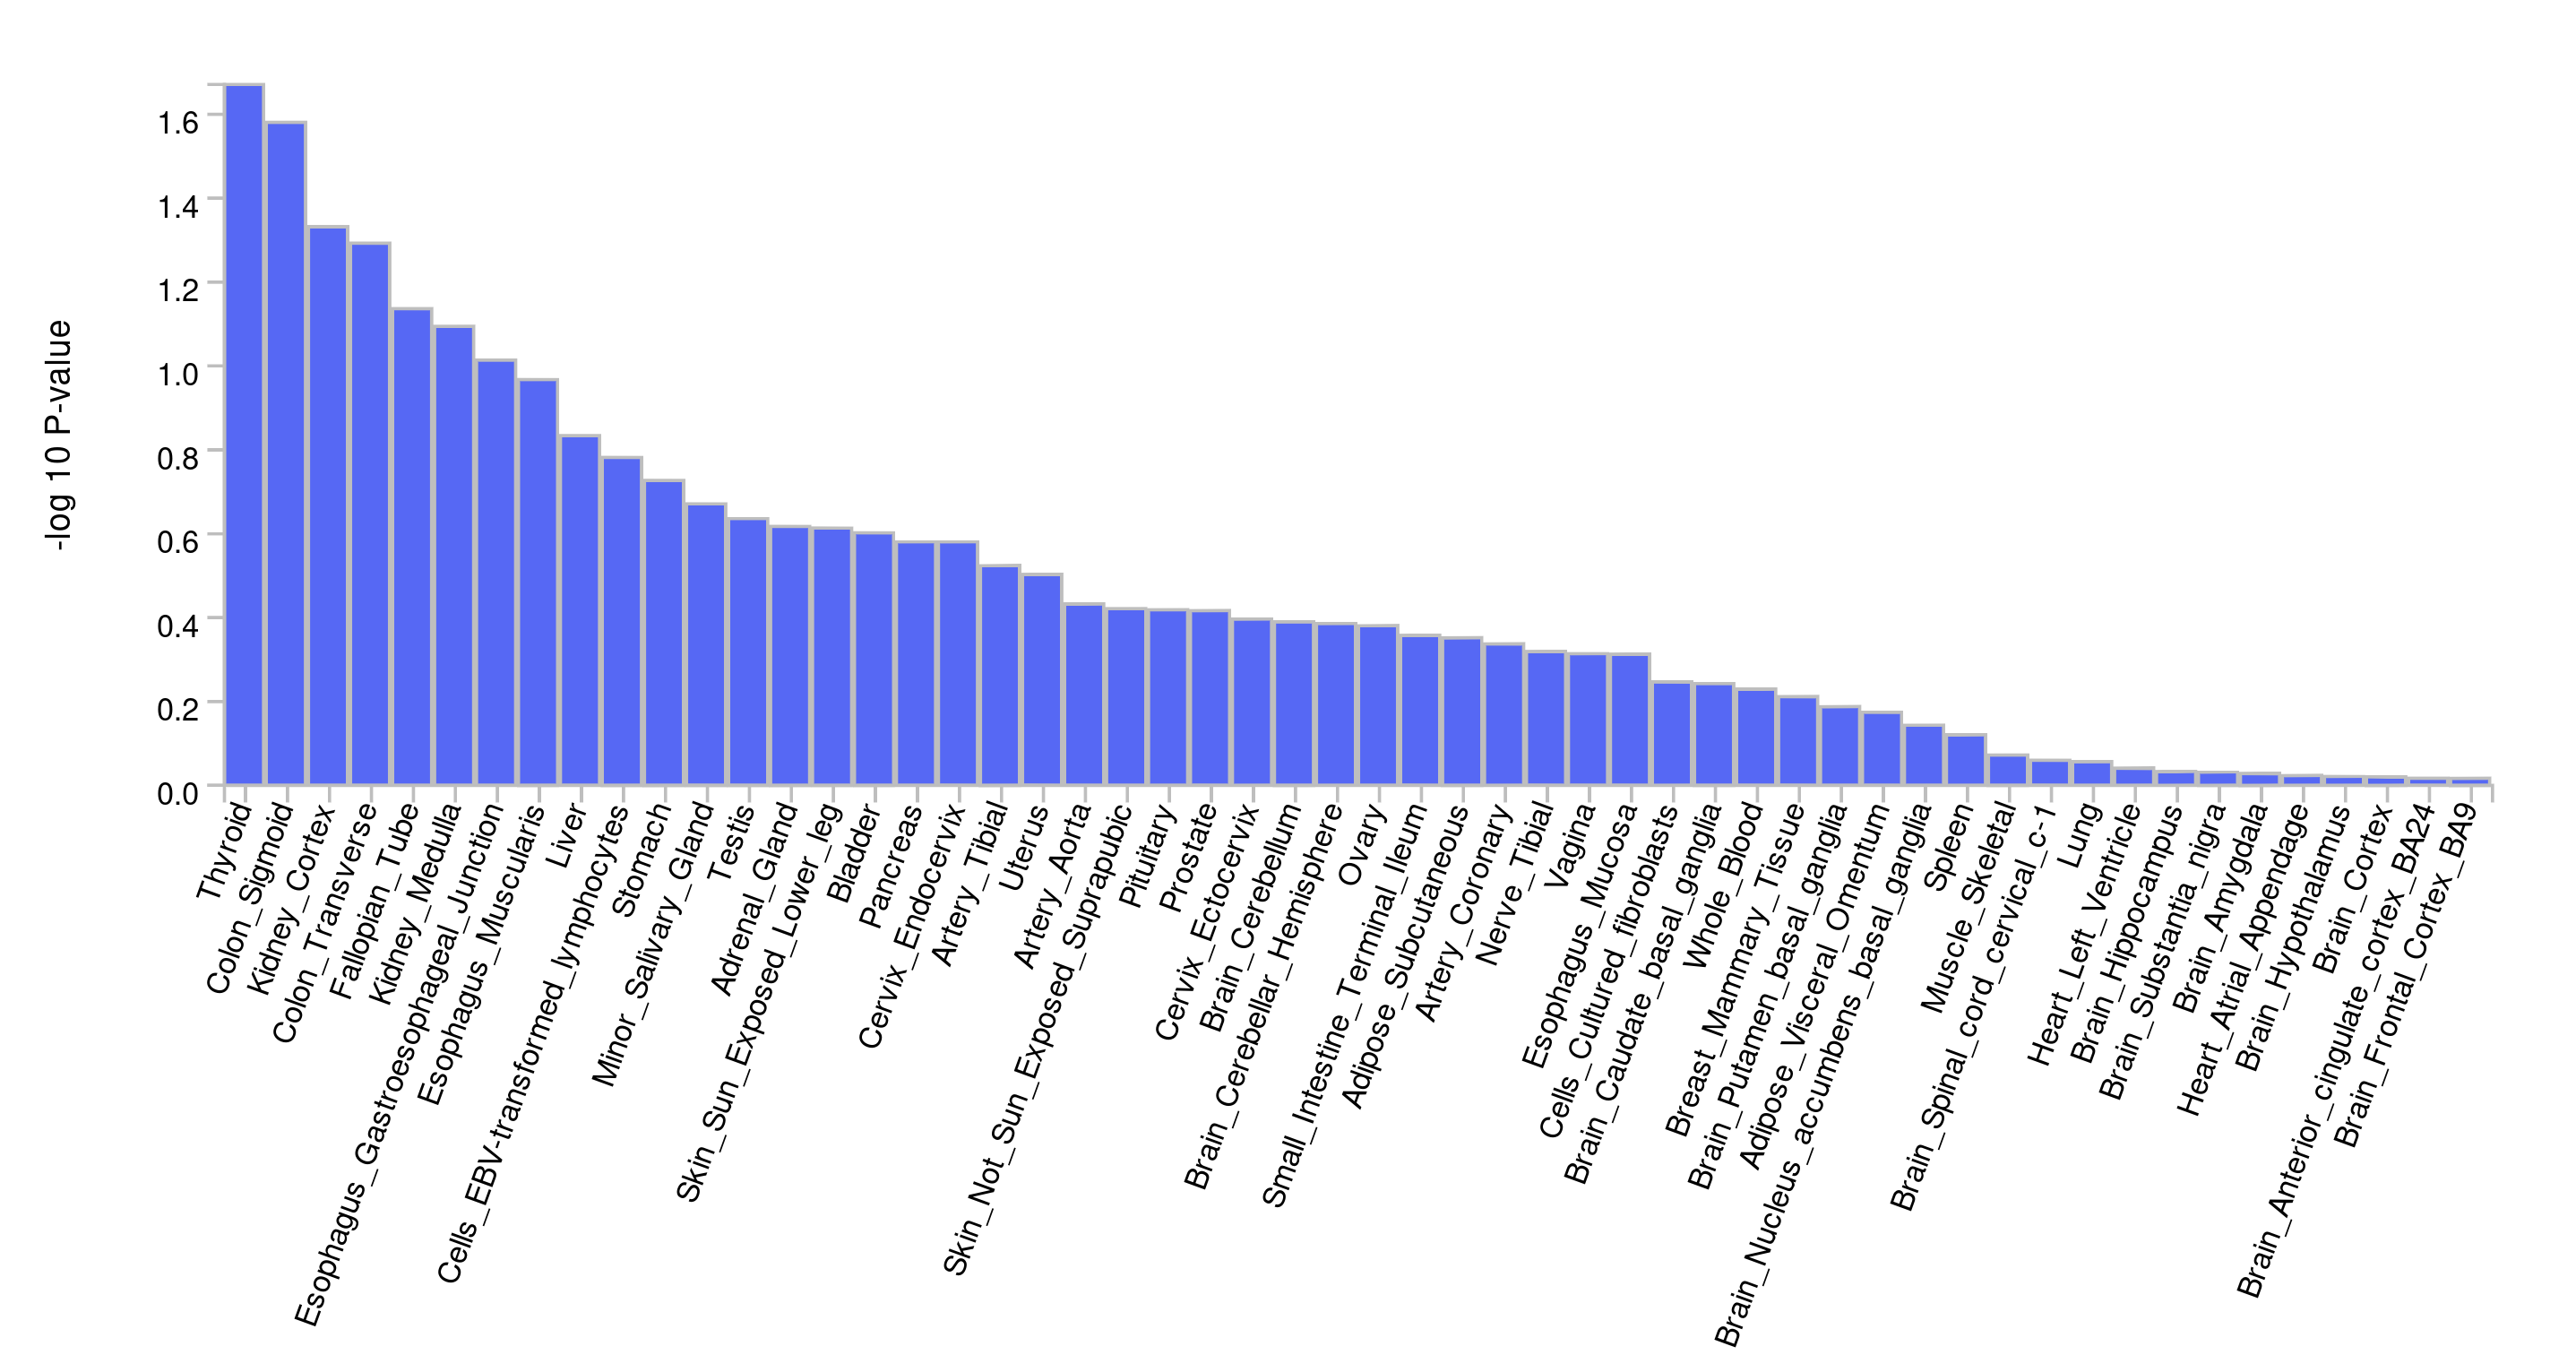 -log 10 P-value
1.6
1.4
1.2
1.0
0.8
0.6
0.4
0.2
0.0
Thyroid
Colon_Sigmoid
Kidney_Cortex
Colon_Transverse
Fallopian_Tube
Kidney_Medulla
Esophagus_Gastroesophageal_Junction
Esophagus_Muscularis
Liver
Cells_EBV-transformed_lymphocytes
Stomach
Minor_Salivary_Gland
Testis
Adrenal_Gland
Skin_Sun_Exposed_Lower_leg
Bladder
Pancreas
Cervix_Endocervix
Artery_Tibial
Uterus
Artery_Aorta
Skin_Not_Sun_Exposed_Suprapubic
Pituitary
Prostate
Cervix_Ectocervix
Brain_Cerebellum
Brain_Cerebellar_Hemisphere
Ovary
Small_Intestine_Terminal_Ileum
Adipose_Subcutaneous
Artery_Coronary
Nerve_Tibial
Vagina
Esophagus_Mucosa
Cells_Cultured_fibroblasts
Brain_Caudate_basal_ganglia
Whole_Blood
Breast_Mammary_Tissue
Brain_Putamen_basal_ganglia
Adipose_Visceral_Omentum
Brain_Nucleus_accumbens_basal_ganglia
Spleen
Muscle_Skeletal
Brain_Spinal_cord_cervical_c-1
Lung
Heart_Left_Ventricle
Brain_Hippocampus
Brain_Substantia_nigra
Brain_Amygdala
Heart_Atrial_Appendage
Brain_Hypothalamus
Brain_Cortex
Brain_Anterior_cingulate_cortex_BA24
Brain_Frontal_Cortex_BA9